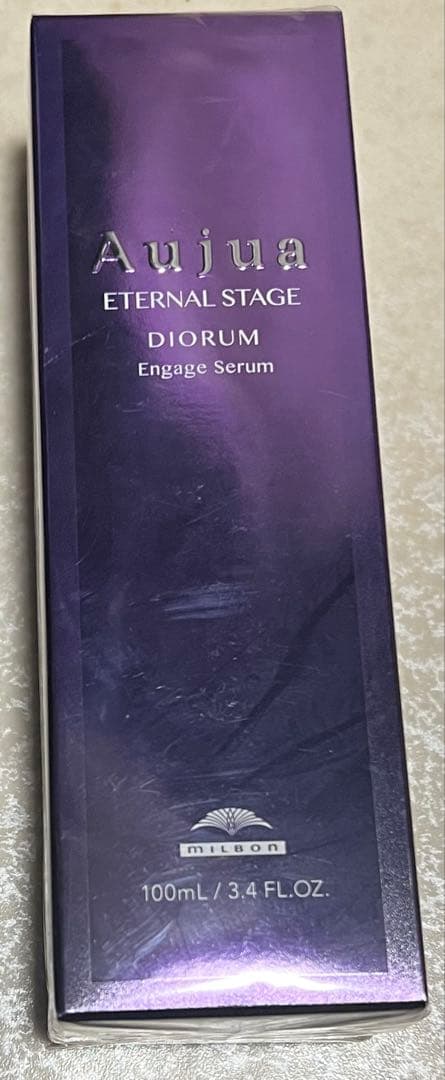 Aujua
ETERNAL STAGE
DIORUM
Engage Serum
MILBON
100mL / 3.4 FL.OZ.